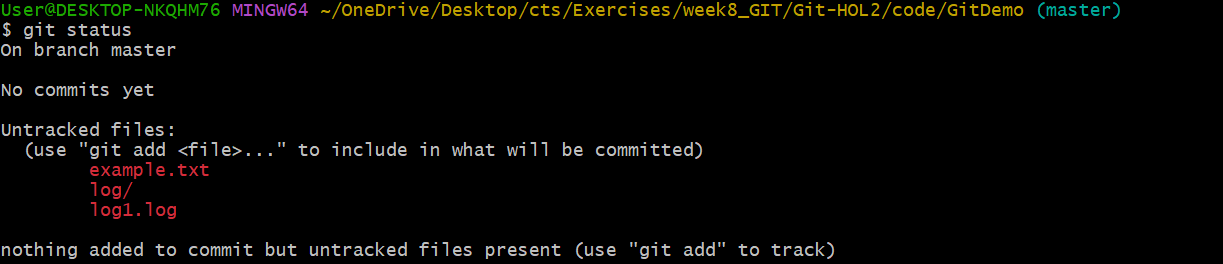 User@DESKTOP-NKQHM76 MINGW64 ~/OneDrive/Desktop/cts/Exercises/week8_GIT/Git-HOL2/code/GitDemo (master)
$ git status
On branch master
No commits yet
Untracked files:
  (use "git add <file>..." to include in what will be committed)
        example.txt
        log/
        log1.log
nothing added to commit but untracked files present (use "git add" to track)